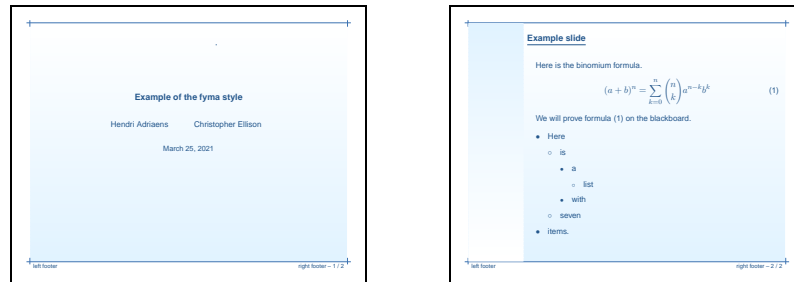 Example of the fyma style
Hendri Adriaens Christopher Ellison
March 25, 2021
left footer
right footer – 1 / 2
Example slide
Here is the binomium formula.
(a + b)^n = ∑_{k=0}^{n} \binom{n}{k} a^{n−k} b^k (1)
We will prove formula (1) on the blackboard.
• Here
◦ is
• a
◦ list
• with
◦ seven
• items.
left footer
right footer – 2 / 2